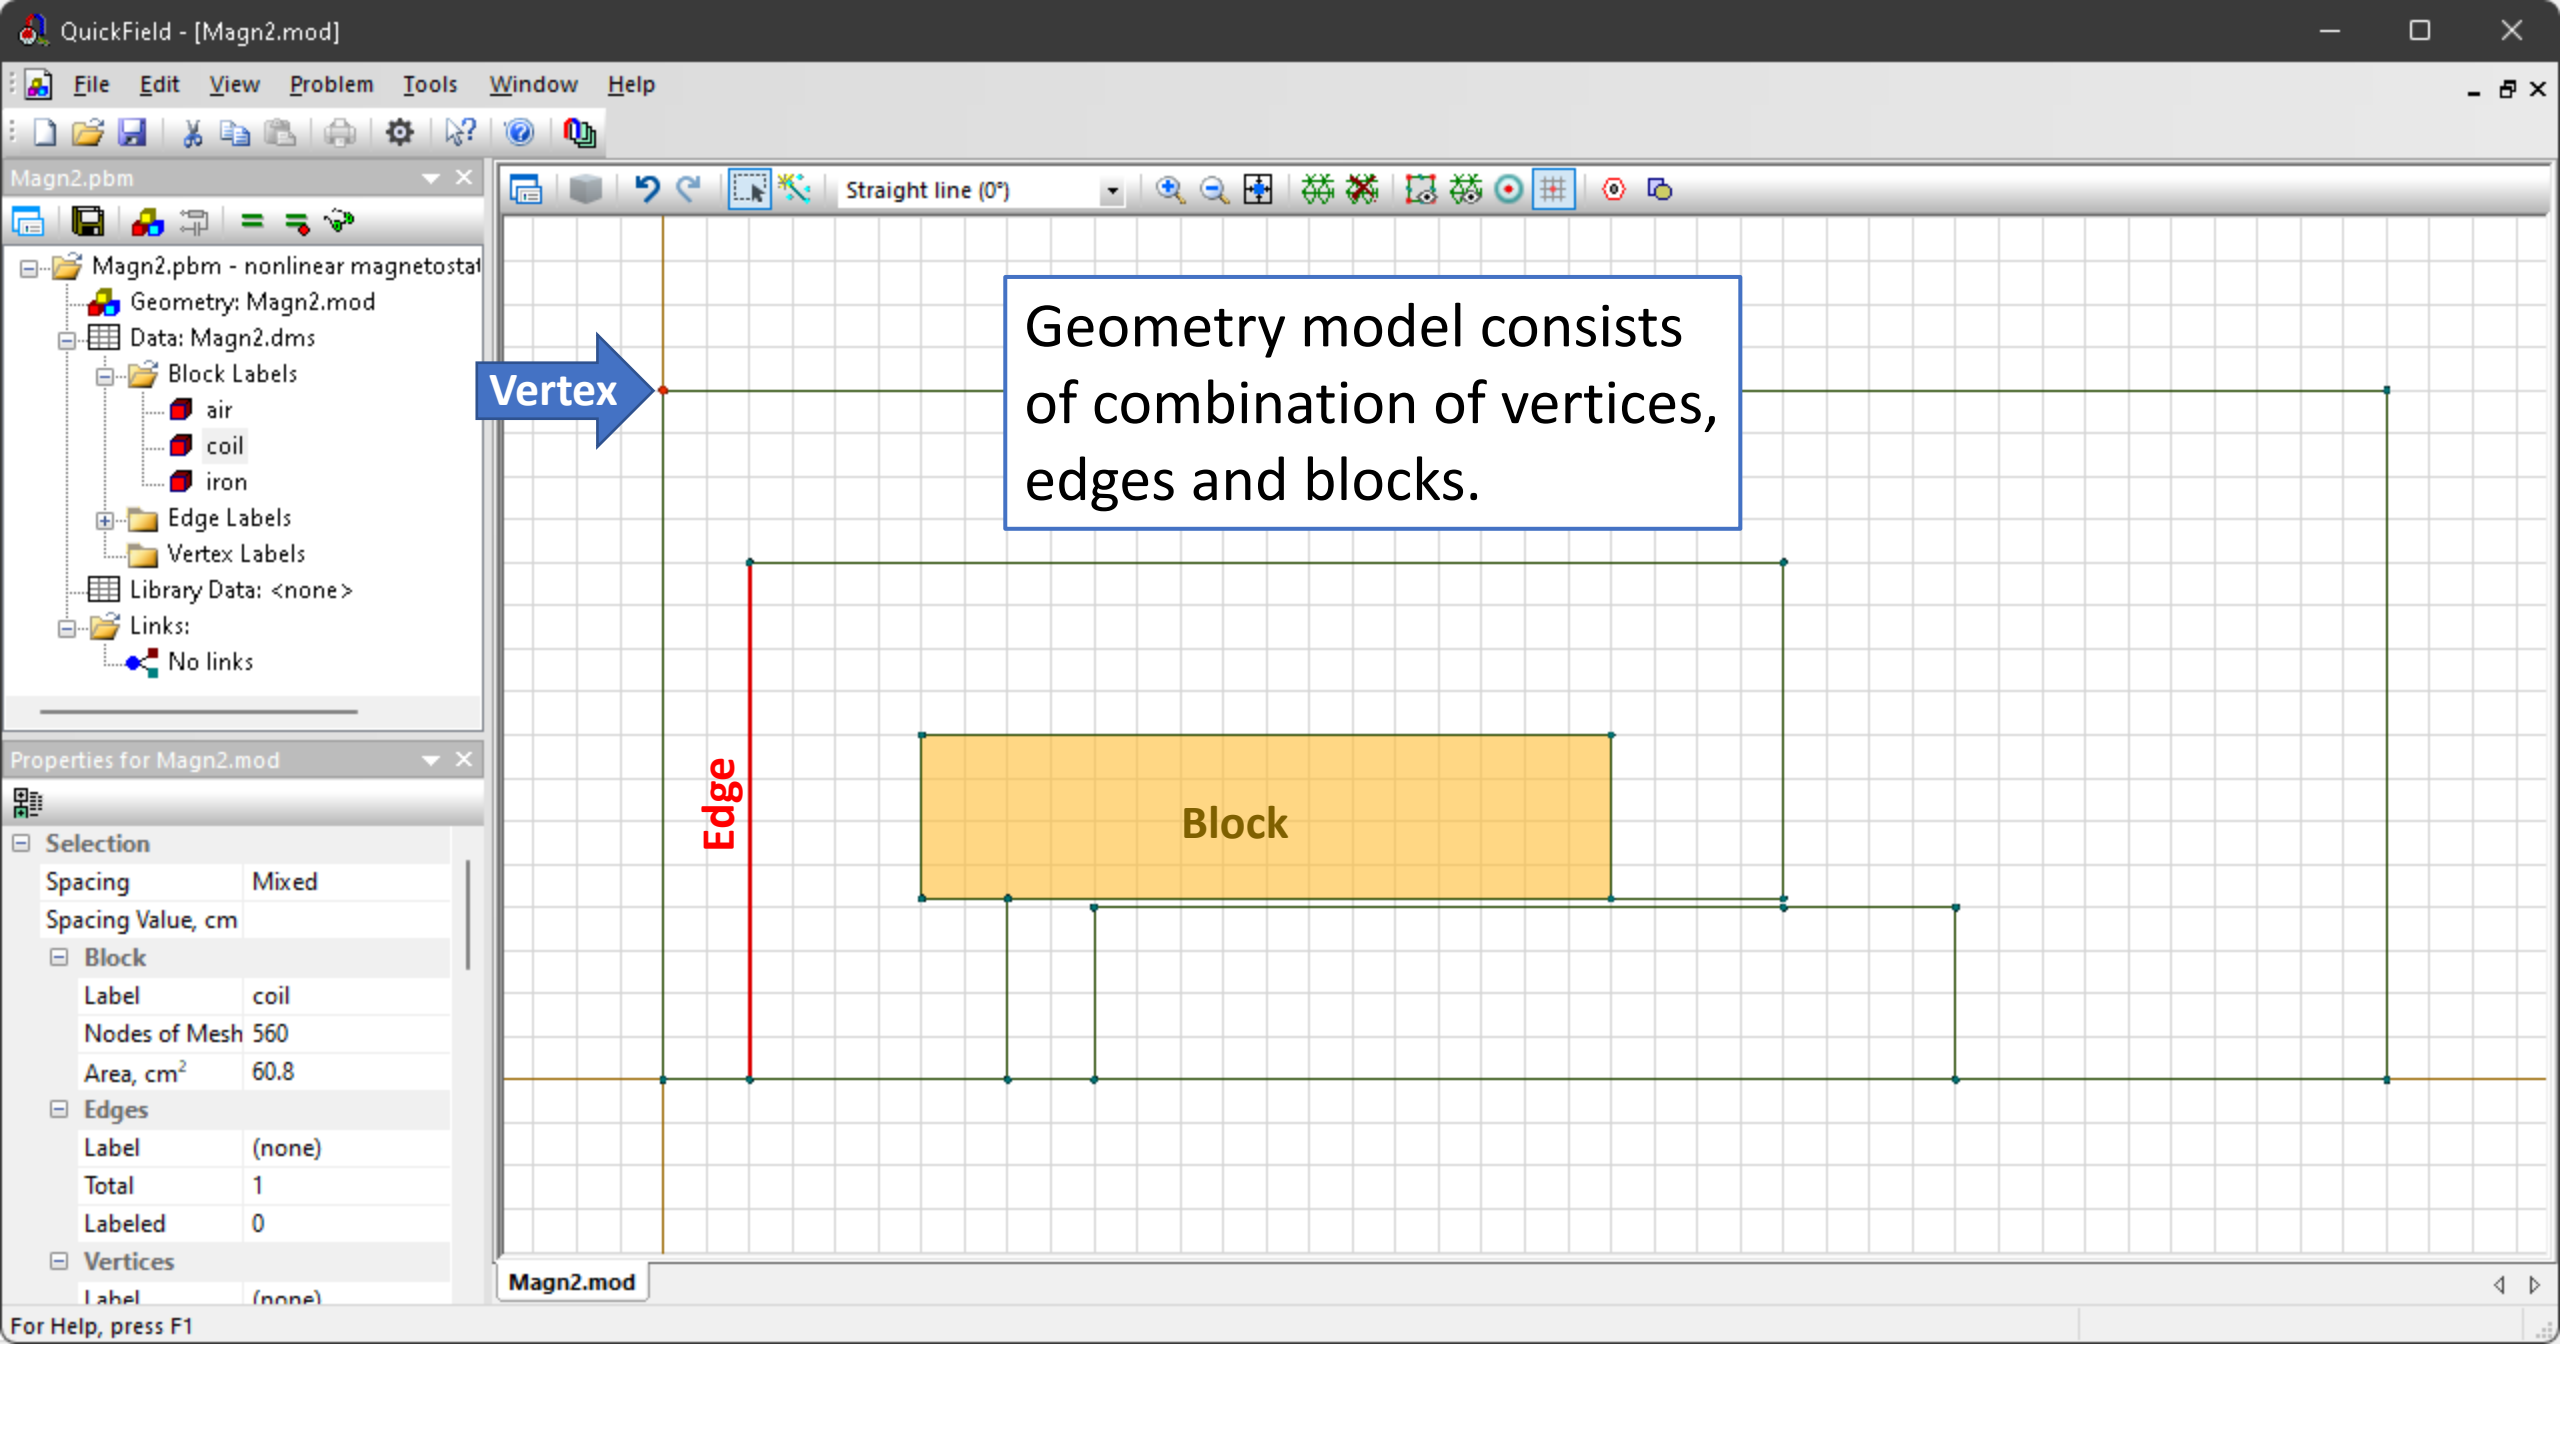 QuickField - [Magn2.mod]
File Edit View Problem Tools Window Help
Magn2.pbm
Straight line (0°)
Magn2.pbm - nonlinear magnetostat
Geometry: Magn2.mod
Data: Magn2.dms
Block Labels
air
coil
iron
Edge Labels
Vertex Labels
Library Data: <none>
Links:
No links
Vertex
Geometry model consists
of combination of vertices,
edges and blocks.
Edge
Block
Properties for Magn2.mod
Selection
Spacing Mixed
Spacing Value, cm
Block
Label coil
Nodes of Mesh 560
Area, cm² 60.8
Edges
Label (none)
Total 1
Labeled 0
Vertices
Label (none)
Magn2.mod
For Help, press F1